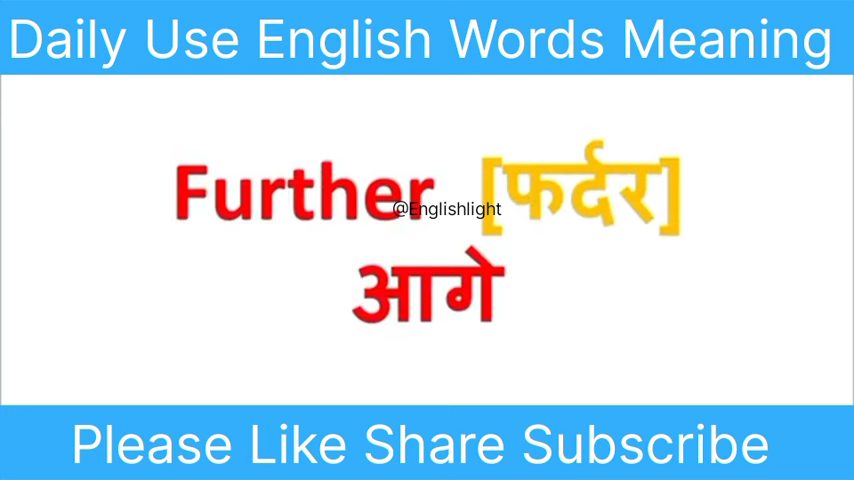 Daily Use English Words Meaning
Further [फर्दर]
@Englishlight
आगे
Please Like Share Subscribe